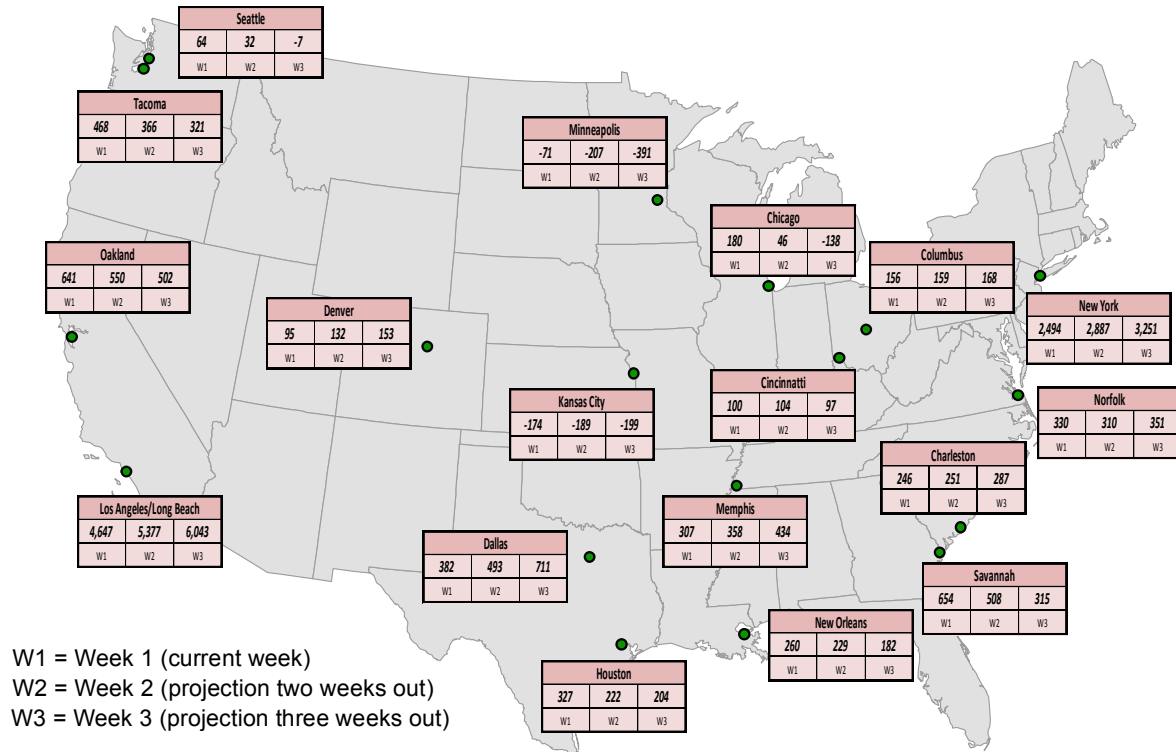 Seattle
64 32 -7
W1 W2 W3
Tacoma
468 366 321
W1 W2 W3
Minneapolis
-71 -207 -391
W1 W2 W3
Chicago
180 46 -138
W1 W2 W3
Oakland
641 550 502
W1 W2 W3
Columbus
156 159 168
W1 W2 W3
New York
2,494 2,887 3,251
W1 W2 W3
Denver
95 132 153
W1 W2 W3
Cincinnatti
100 104 97
W1 W2 W3
Kansas City
-174 -189 -199
W1 W2 W3
Norfolk
330 310 351
W1 W2 W3
Charleston
246 251 287
W1 W2 W3
Los Angeles/Long Beach
4,647 5,377 6,043
W1 W2 W3
Memphis
307 358 434
W1 W2 W3
Dallas
382 493 711
W1 W2 W3
Savannah
654 508 315
W1 W2 W3
New Orleans
260 229 182
W1 W2 W3
Houston
327 222 204
W1 W2 W3
W1 = Week 1 (current week)
W2 = Week 2 (projection two weeks out)
W3 = Week 3 (projection three weeks out)